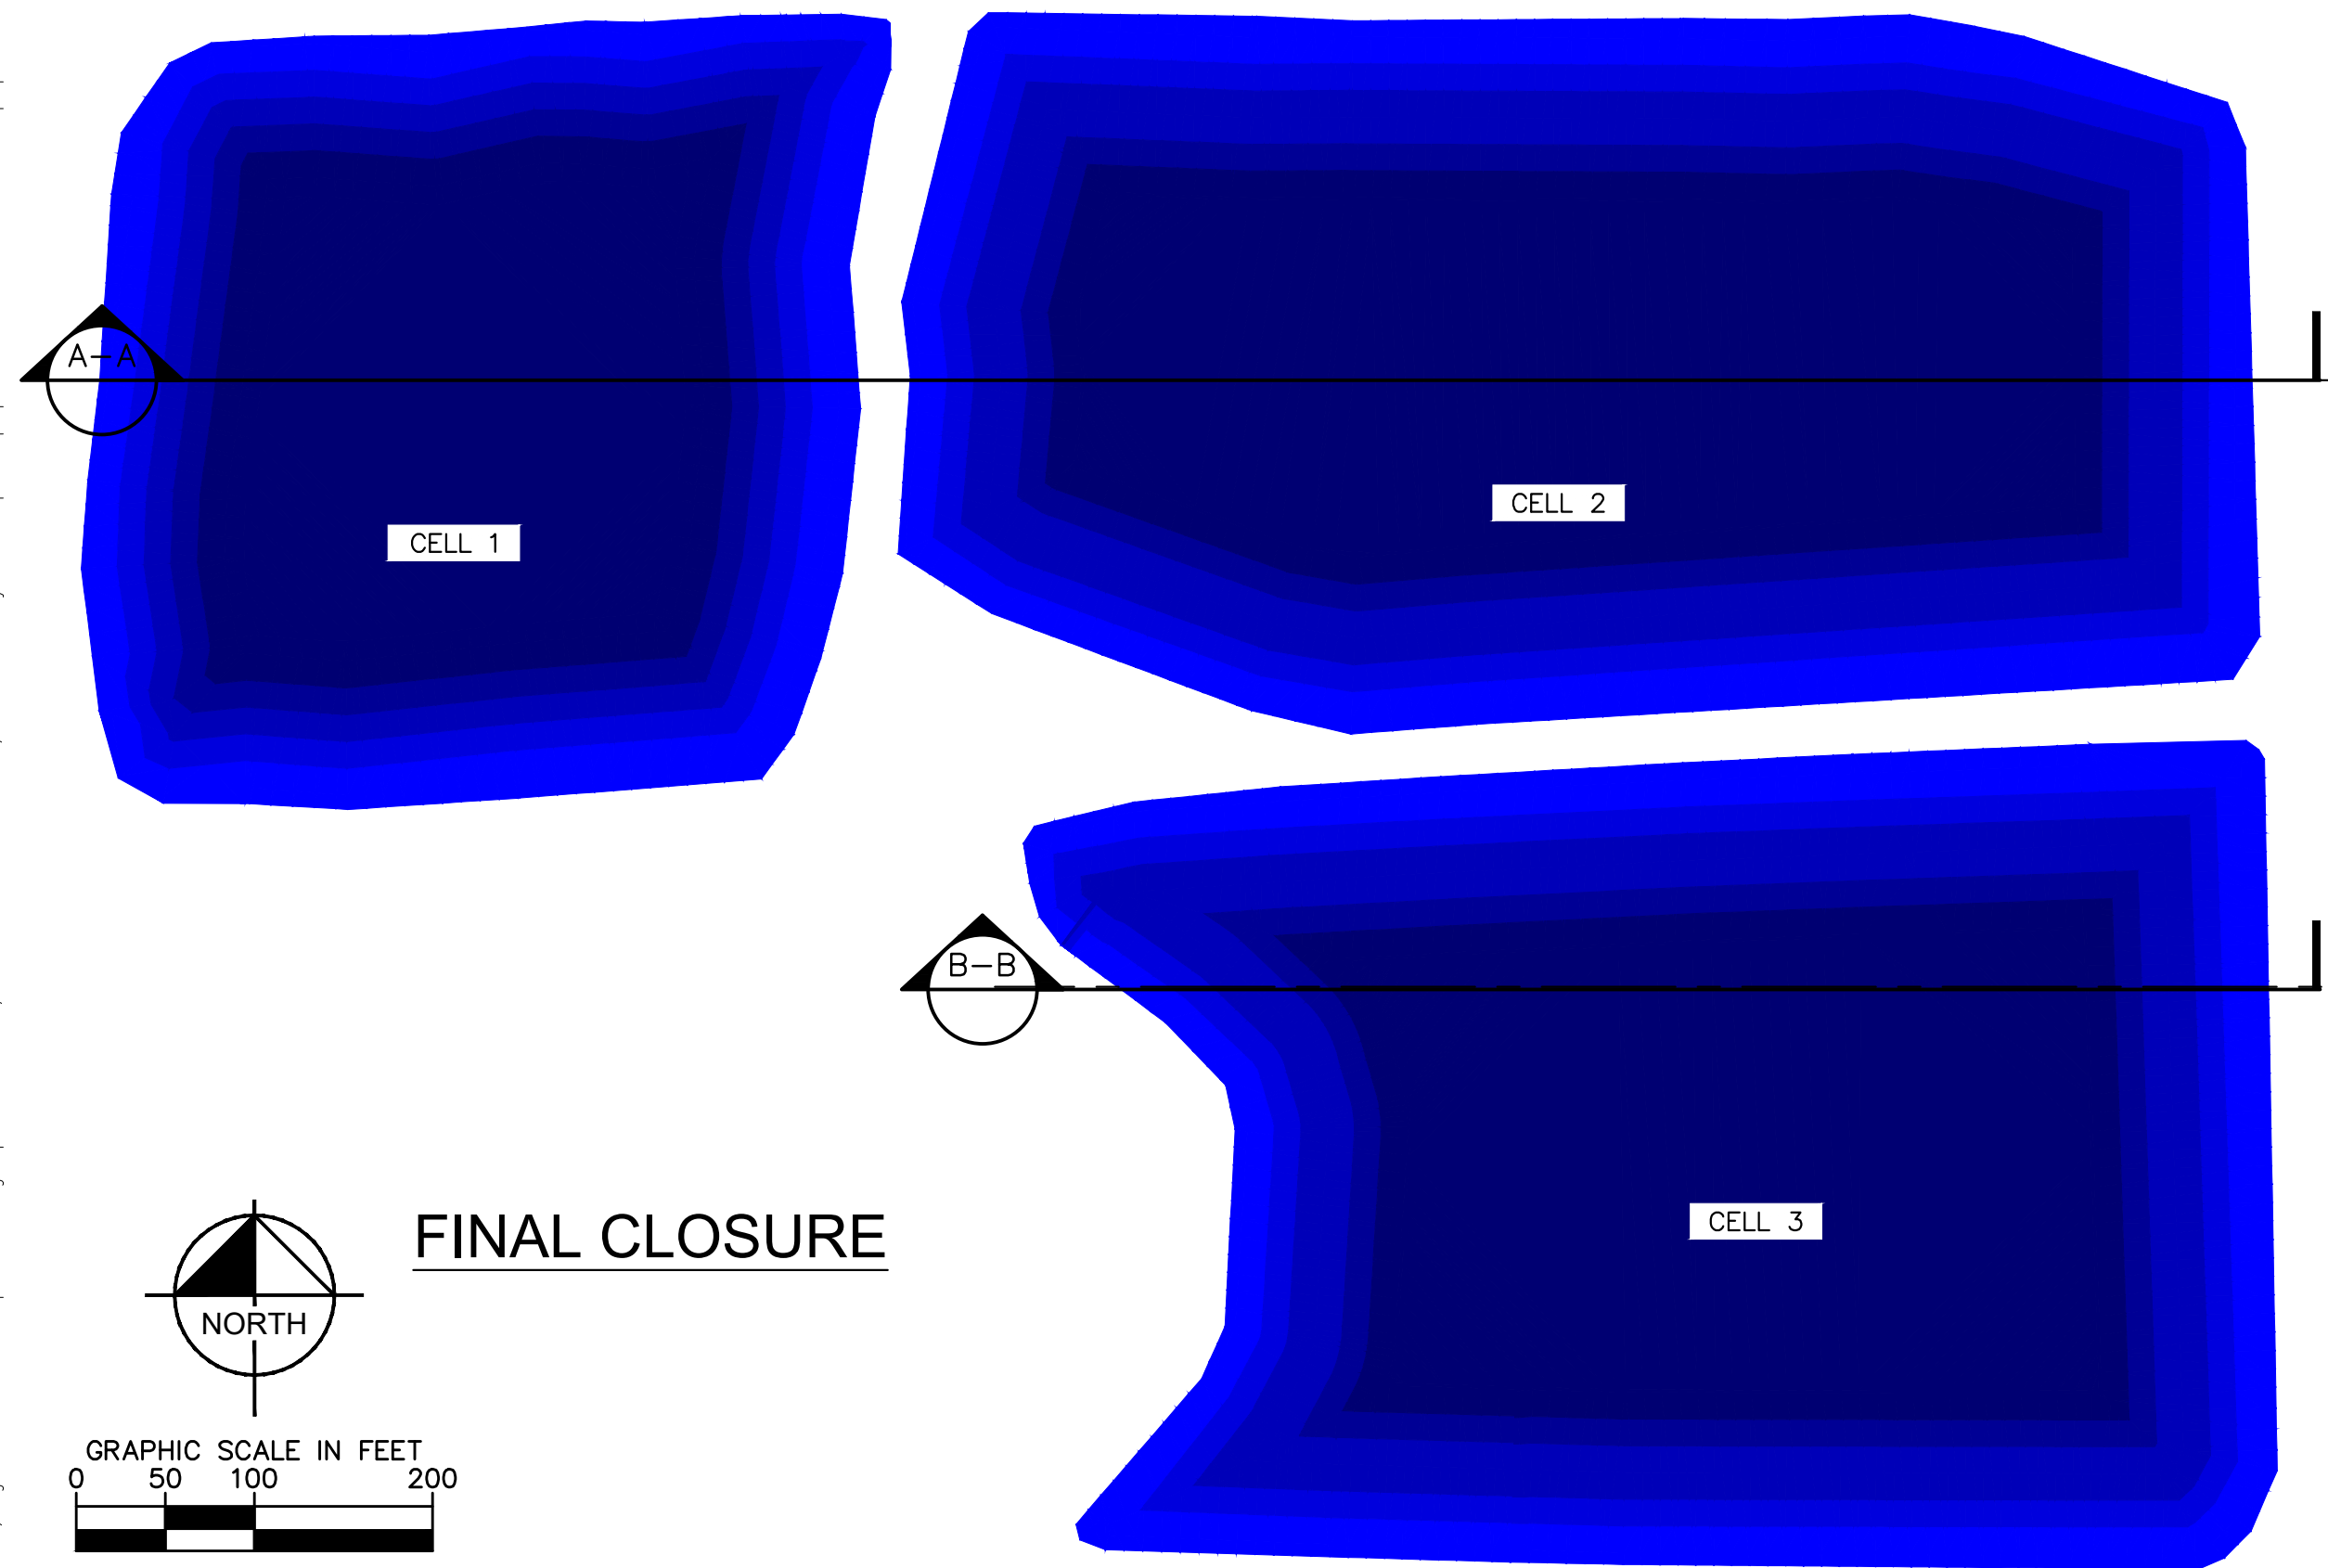 A-A
CELL 2
CELL 1
B-B
CELL 3
FINAL CLOSURE
NORTH
GRAPHIC SCALE IN FEET
0 50 100 200